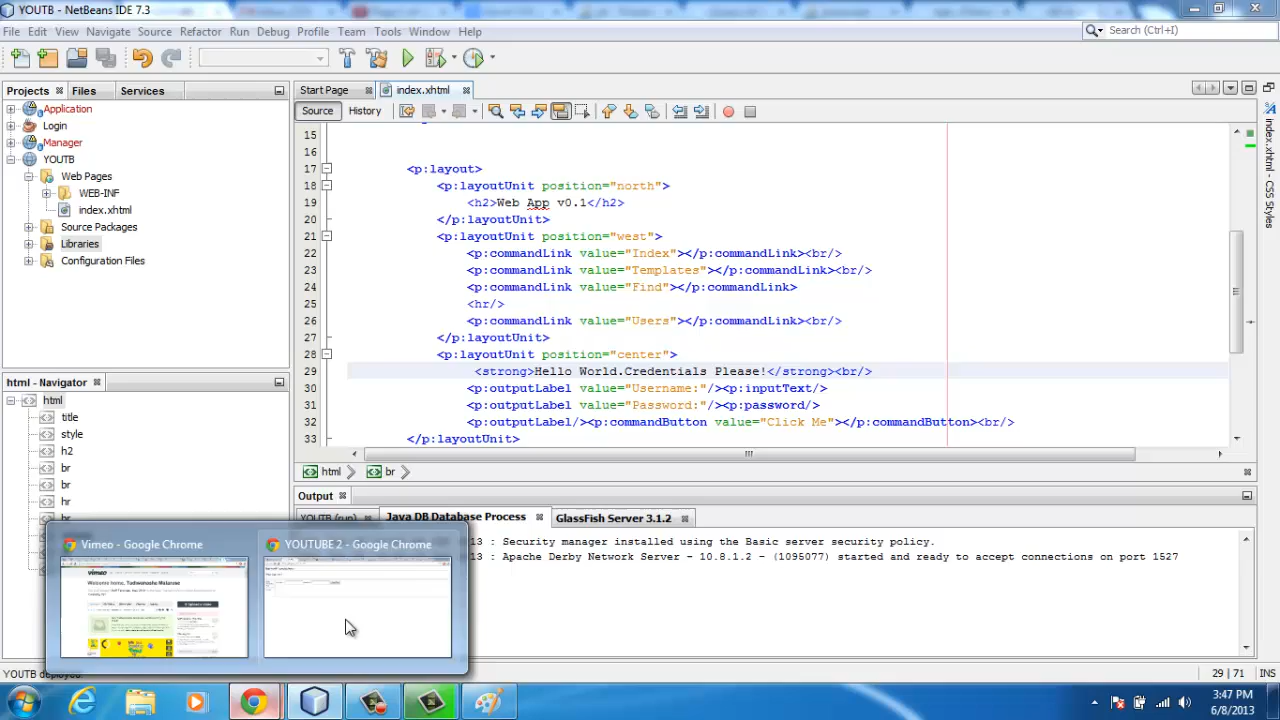 YOUTB - NetBeans IDE 7.3
File Edit View Navigate Source Refactor Run Debug Profile Team Tools Window Help
Search (Ctrl+I)
Projects Files Services
Start Page index.xhtml
Source History
Application
Login
Manager
YOUTB
Web Pages
WEB-INF
index.xhtml
Source Packages
Libraries
Configuration Files
15
16
17 <p:layout>
18 <p:layoutUnit position="north">
19 <h2>Web App v0.1</h2>
20 </p:layoutUnit>
21 <p:layoutUnit position="west">
22 <p:commandLink value="Index"></p:commandLink><br/>
23 <p:commandLink value="Templates"></p:commandLink><br/>
24 <p:commandLink value="Find"></p:commandLink>
25 <hr/>
26 <p:commandLink value="Users"></p:commandLink><br/>
27 </p:layoutUnit>
28 <p:layoutUnit position="center">
29 <strong>Hello World.Credentials Please!</strong><br/>
30 <p:outputLabel value="Username:"/><p:inputText/>
31 <p:outputLabel value="Password:"/><p:password/>
32 <p:outputLabel/><p:commandButton value="Click Me"></p:commandButton><br/>
33 </p:layoutUnit>
index.xhtml
CSS Styles
html - Navigator
html
title
style
h2
br
br
hr
html br
Output
YOUTB (run) Java DB Database Process GlassFish Server 3.1.2
13 : Security manager installed using the Basic server security policy.
13 : Apache Derby Network Server - 10.8.1.2 - (1095077) started and ready to accept connections on port 1527
Vimeo - Google Chrome YOUTUBE 2 - Google Chrome
vimeo
YOUTB deployed.
29 | 71 INS
3:47 PM
6/8/2013